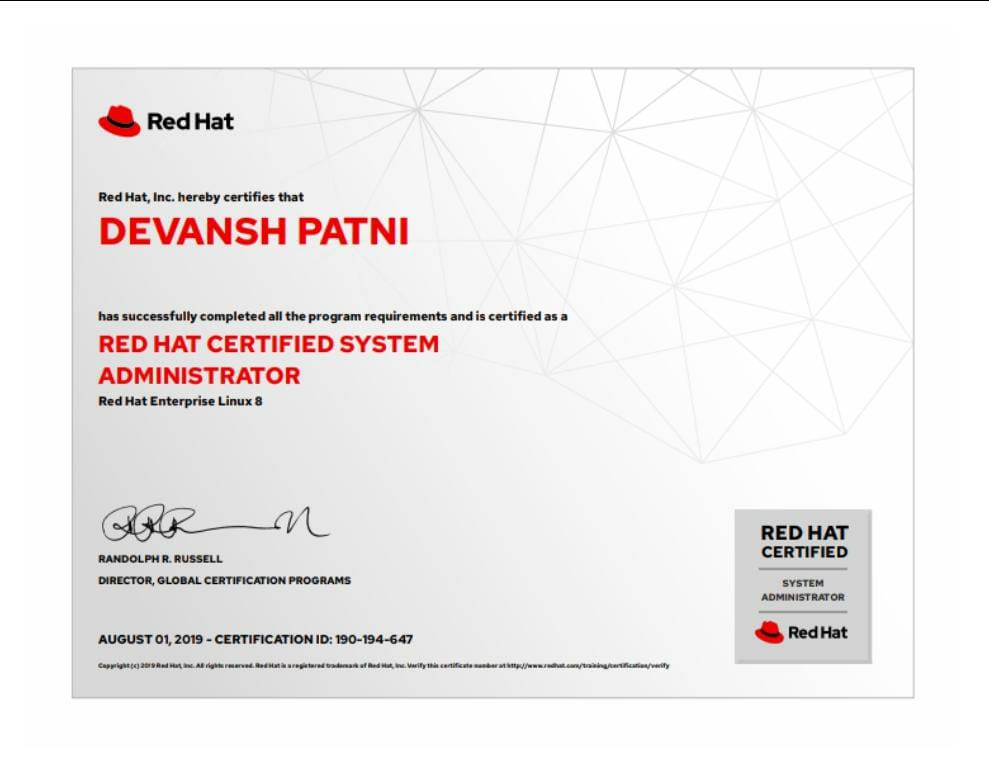 Red Hat
Red Hat, Inc. hereby certifies that
DEVANSH PATNI
has successfully completed all the program requirements and is certified as a
RED HAT CERTIFIED SYSTEM
ADMINISTRATOR
Red Hat Enterprise Linux 8
RANDOLPH R. RUSSELL
DIRECTOR, GLOBAL CERTIFICATION PROGRAMS
AUGUST 01, 2019 - CERTIFICATION ID: 190-194-647
Copyright (c) 2019 Red Hat, Inc. All rights reserved. Red Hat is a registered trademark of Red Hat, Inc. Verify this certificate number at http://www.redhat.com/training/certification/verify
RED HAT
CERTIFIED
SYSTEM
ADMINISTRATOR
Red Hat